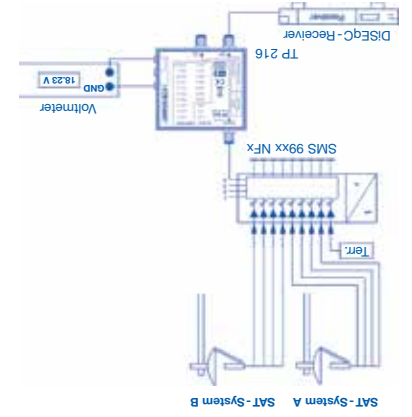 SAT-System A
SAT-System B
Terr.
SMS 99xx NFx
Voltmeter
GND
18.23 V
TP 216
DiSEqC-Receiver
Receiver